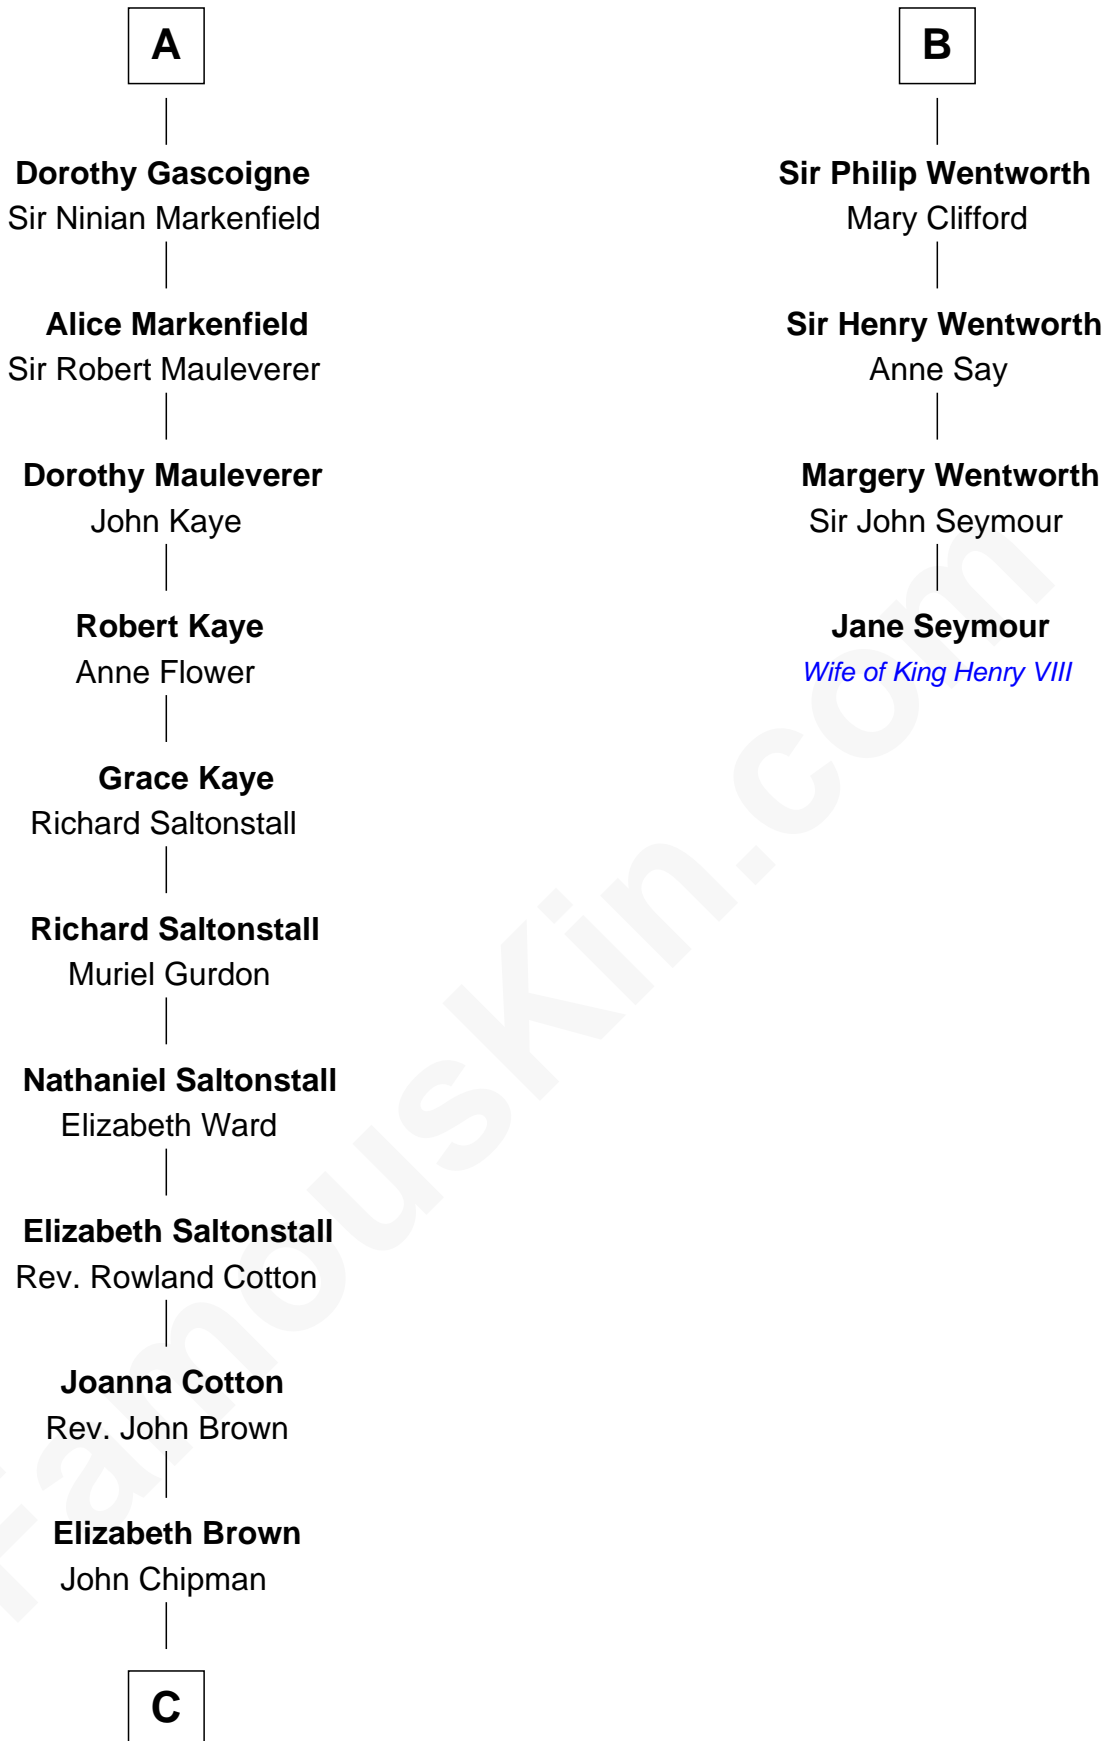 A
Dorothy Gascoigne
Sir Ninian Markenfield
Alice Markenfield
Sir Robert Mauleverer
Dorothy Mauleverer
John Kaye
Robert Kaye
Anne Flower
Grace Kaye
Richard Saltonstall
Richard Saltonstall
Muriel Gurdon
Nathaniel Saltonstall
Elizabeth Ward
Elizabeth Saltonstall
Rev. Rowland Cotton
Joanna Cotton
Rev. John Brown
Elizabeth Brown
John Chipman
C
B
Sir Philip Wentworth
Mary Clifford
Sir Henry Wentworth
Anne Say
Margery Wentworth
Sir John Seymour
Jane Seymour
Wife of King Henry VIII
FamousKin.com